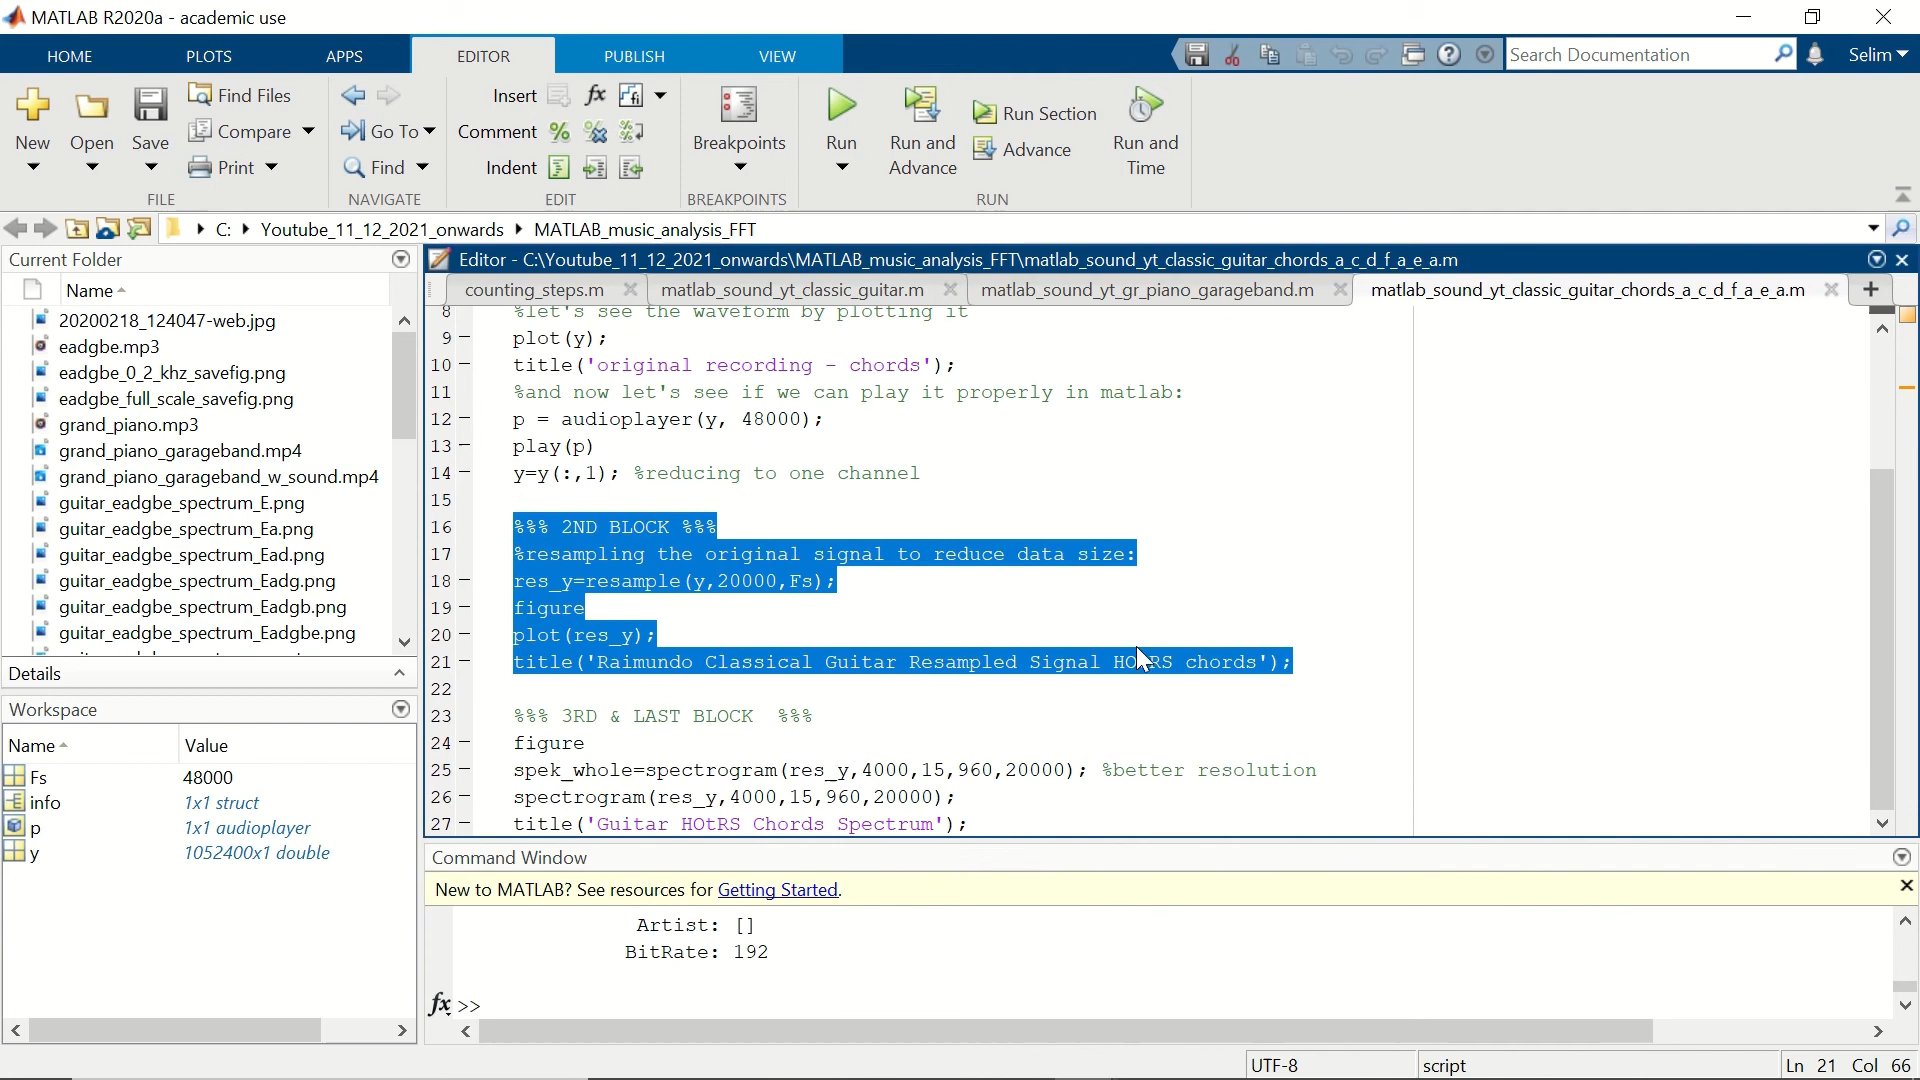 MATLAB R2020a - academic use
HOME PLOTS APPS EDITOR PUBLISH VIEW Search Documentation Selim
New Open Save Find Files Compare Print Go To Find Insert Comment Indent Breakpoints Run Run and Advance Run Section Advance Run and Time
FILE NAVIGATE EDIT BREAKPOINTS RUN
C: Youtube_11_12_2021_onwards MATLAB_music_analysis_FFT
Current Folder
Name
20200218_124047-web.jpg
eadgbe.mp3
eadgbe_0_2_khz_savefig.png
eadgbe_full_scale_savefig.png
grand_piano.mp3
grand_piano_garageband.mp4
grand_piano_garageband_w_sound.mp4
guitar_eadgbe_spectrum_E.png
guitar_eadgbe_spectrum_Ea.png
guitar_eadgbe_spectrum_Ead.png
guitar_eadgbe_spectrum_Eadg.png
guitar_eadgbe_spectrum_Eadgb.png
guitar_eadgbe_spectrum_Eadgbe.png
Details
Workspace
Name Value
Fs 48000
info 1x1 struct
p 1x1 audioplayer
y 1052400x1 double
Editor - C:\Youtube_11_12_2021_onwards\MATLAB_music_analysis_FFT\matlab_sound_yt_classic_guitar_chords_a_c_d_f_a_e_a.m
counting_steps.m matlab_sound_yt_classic_guitar.m matlab_sound_yt_gr_piano_garageband.m matlab_sound_yt_classic_guitar_chords_a_c_d_f_a_e_a.m
8 %let's see the waveform by plotting it
9 - plot(y);
10 - title('original recording - chords');
11 %and now let's see if we can play it properly in matlab:
12 - p = audioplayer(y, 48000);
13 - play(p)
14 - y=y(:,1); %reducing to one channel
15
16 %%% 2ND BLOCK %%%
17 %resampling the original signal to reduce data size:
18 - res_y=resample(y,20000,Fs);
19 - figure
20 - plot(res_y);
21 - title('Raimundo Classical Guitar Resampled Signal HOtRS chords');
22
23 %%% 3RD & LAST BLOCK %%%
24 - figure
25 - spek_whole=spectrogram(res_y,4000,15,960,20000); %better resolution
26 - spectrogram(res_y,4000,15,960,20000);
27 - title('Guitar HOtRS Chords Spectrum');
Command Window
New to MATLAB? See resources for Getting Started.
Artist: []
BitRate: 192
fx >>
UTF-8 script Ln 21 Col 66